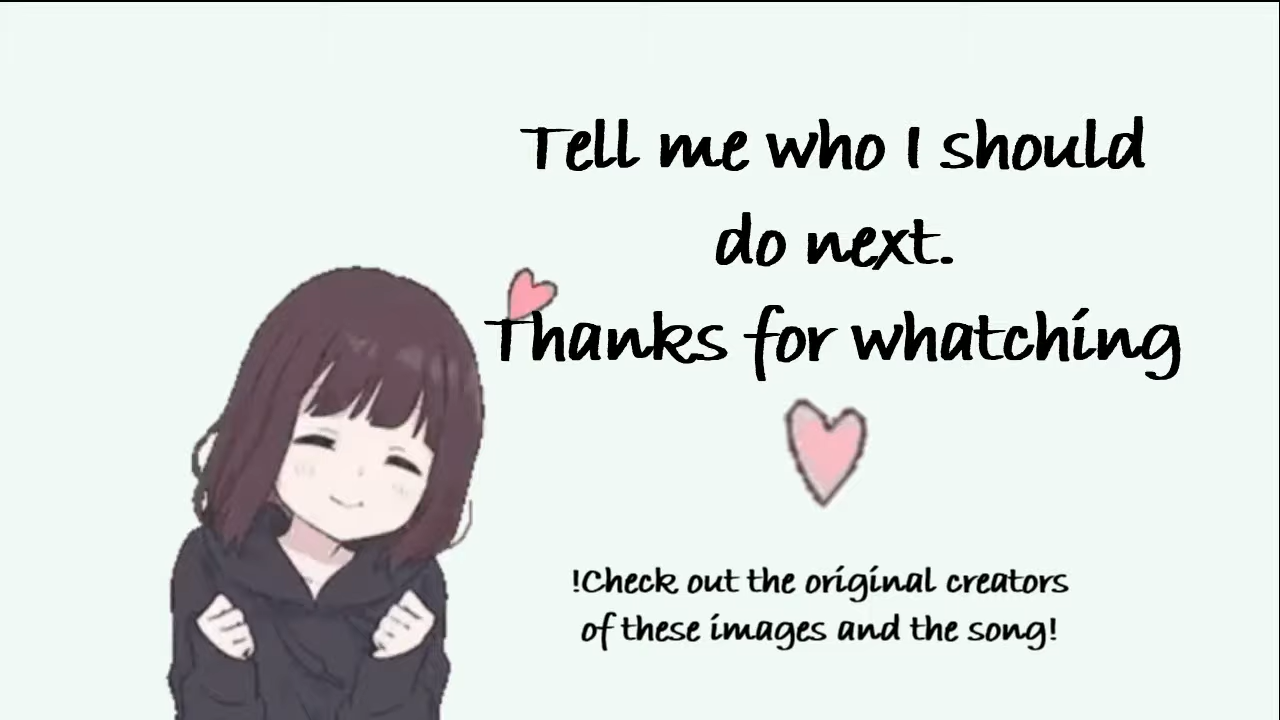 Tell me who I should
do next.
Thanks for whatching
!Check out the original creators
of these images and the song!